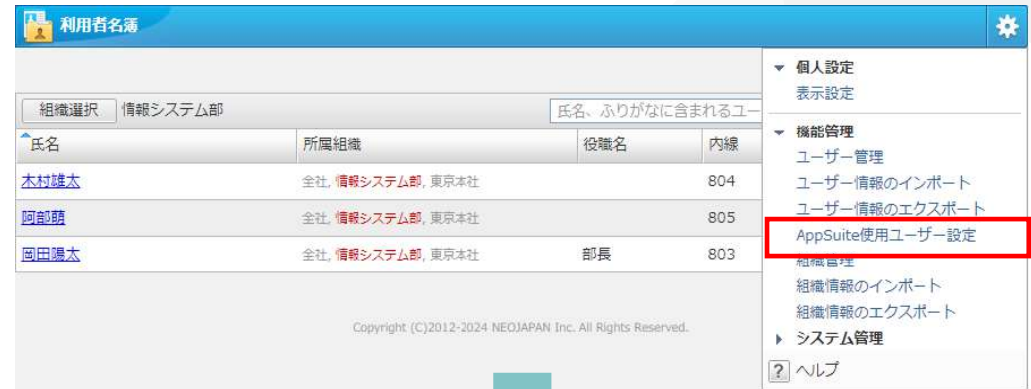 利用者名簿
組織選択 情報システム部 氏名、ふりがなに含まれるユー
氏名 所属組織 役職名 内線
木村雄太 全社, 情報システム部, 東京本社 804
阿部萌 全社, 情報システム部, 東京本社 805
岡田陽太 全社, 情報システム部, 東京本社 部長 803
Copyright (C)2012-2024 NEOJAPAN Inc. All Rights Reserved.
個人設定
表示設定
機能管理
ユーザー管理
ユーザー情報のインポート
ユーザー情報のエクスポート
AppSuite使用ユーザー設定
組織管理
組織情報のインポート
組織情報のエクスポート
システム管理
? ヘルプ